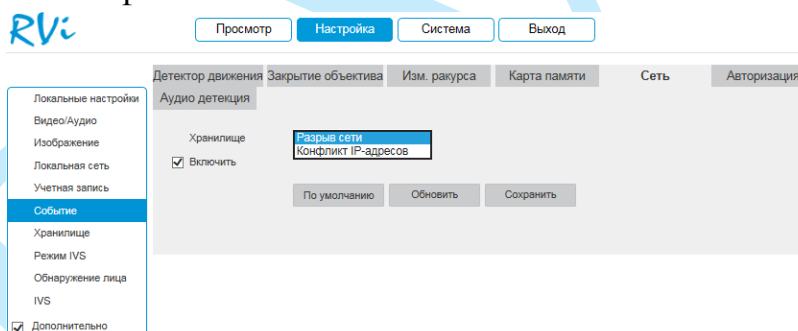 RVi
Просмотр Настройка Система Выход
Детектор движения Закрытие объектива Изм. ракурса Карта памяти Сеть Авторизация
Аудио детекция
Локальные настройки
Видео/Аудио
Изображение
Локальная сеть
Учетная запись
Событие
Хранилище
Режим IVS
Обнаружение лица
IVS
Дополнительно
Хранилище Разрыв сети
Конфликт IP-адресов
Включить
По умолчанию Обновить Сохранить